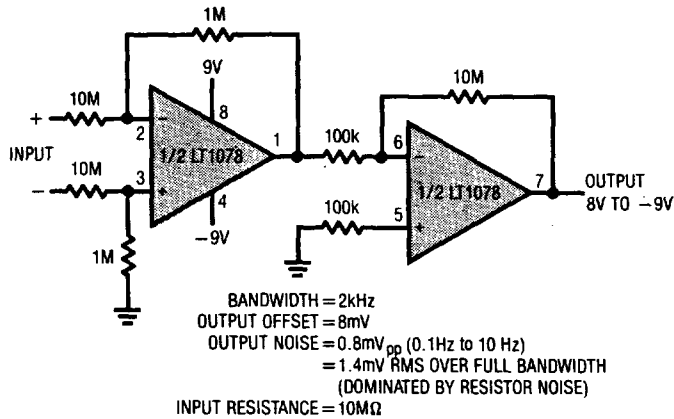 1M
9V
10M
10M
+
2
−
8
1
100k
6
−
INPUT
1/2 LT1078
1/2 LT1078
7
OUTPUT
8V TO −9V
10M
−
3
+
4
100k
5
+
−9V
1M
BANDWIDTH = 2kHz
OUTPUT OFFSET = 8mV
OUTPUT NOISE = 0.8mVpp (0.1Hz to 10 Hz)
= 1.4mV RMS OVER FULL BANDWIDTH
(DOMINATED BY RESISTOR NOISE)
INPUT RESISTANCE = 10MΩ